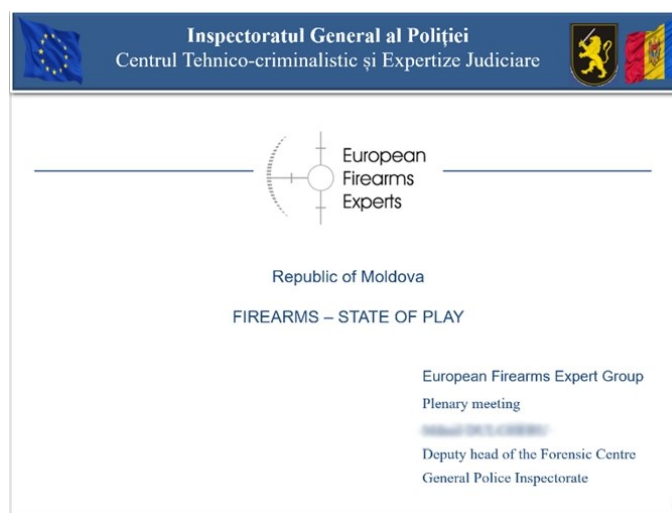 Inspectoratul General al Poliției
Centrul Tehnico-criminalistic și Expertize Judiciare
European
Firearms
Experts
Republic of Moldova
FIREARMS – STATE OF PLAY
European Firearms Expert Group
Plenary meeting
Deputy head of the Forensic Centre
General Police Inspectorate